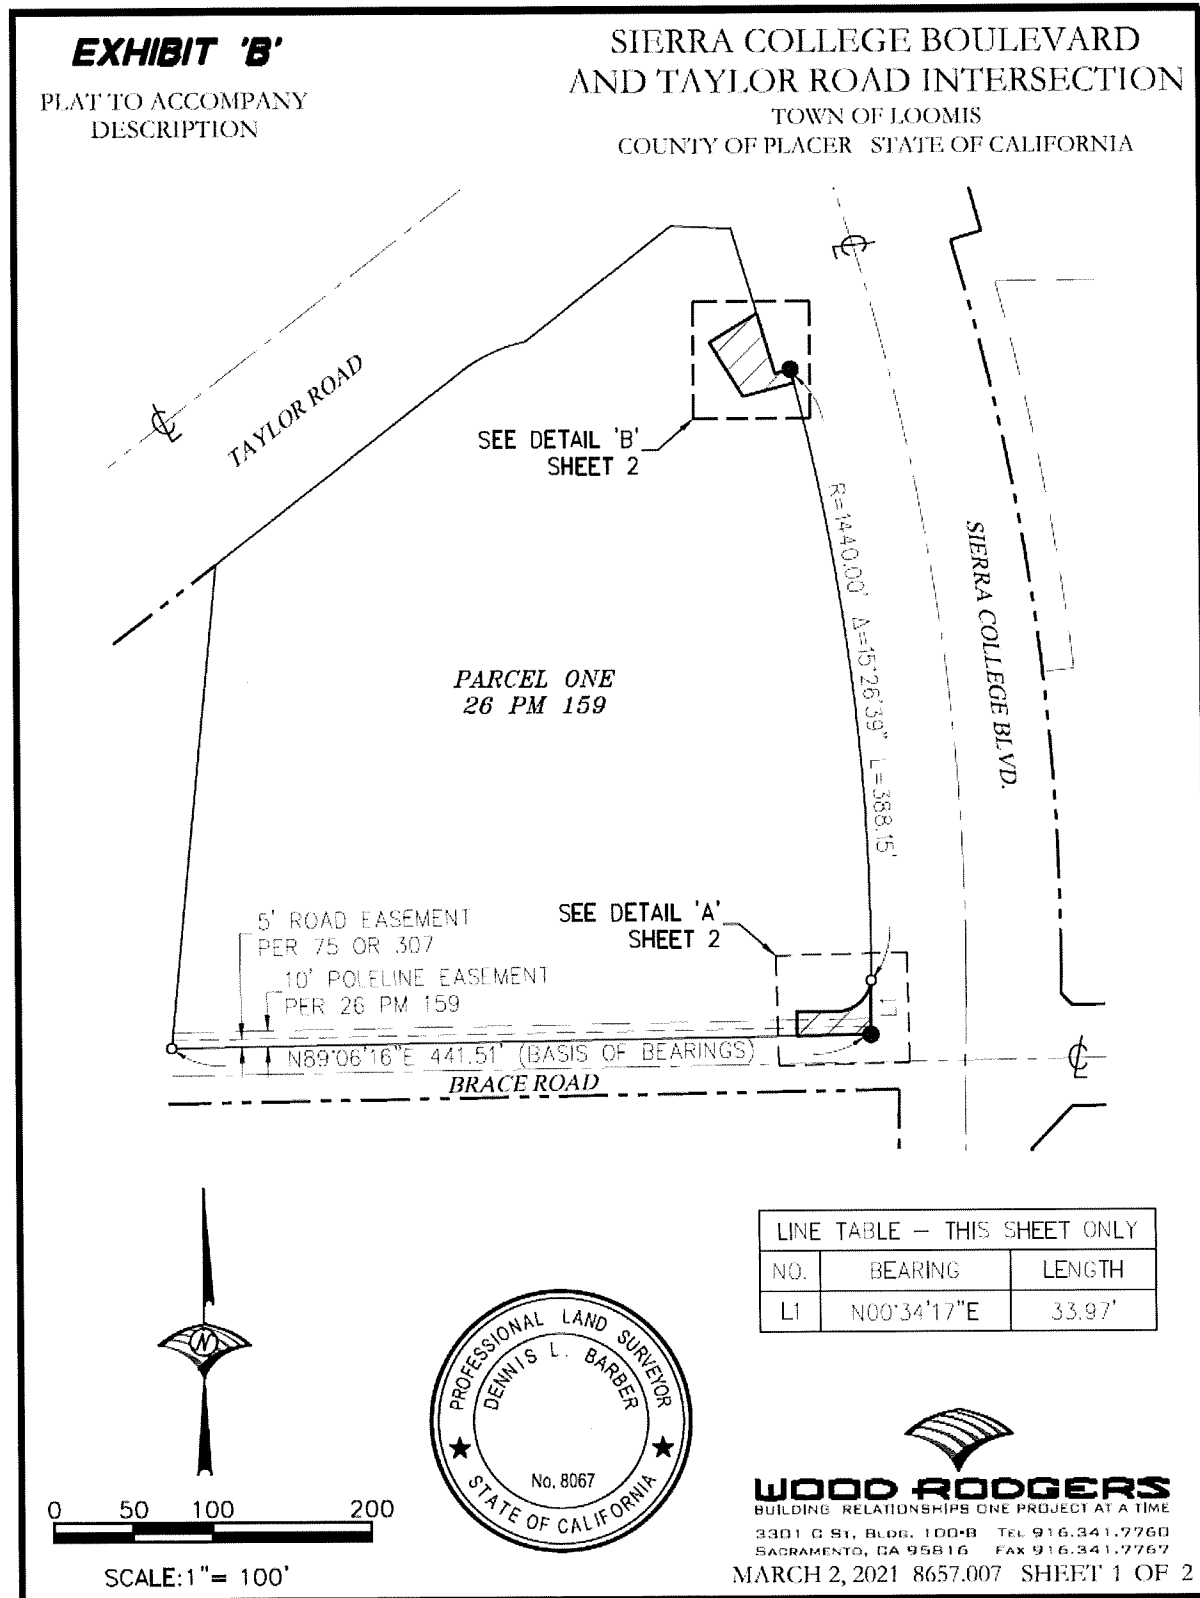 EXHIBIT 'B'
PLAT TO ACCOMPANY
DESCRIPTION
SIERRA COLLEGE BOULEVARD
AND TAYLOR ROAD INTERSECTION
TOWN OF LOOMIS
COUNTY OF PLACER STATE OF CALIFORNIA
℄
℄
TAYLOR ROAD
SEE DETAIL 'B'
SHEET 2
R=1440.00' Δ=15°26'39" L=388.15'
SIERRA COLLEGE BLVD.
PARCEL ONE
26 PM 159
SEE DETAIL 'A'
SHEET 2
5' ROAD EASEMENT
PER 75 OR 307
10' POLELINE EASEMENT
PER 26 PM 159
L1
N89°06'16"E 441.51' (BASIS OF BEARINGS)
℄
BRACE ROAD
LINE TABLE – THIS SHEET ONLY
NO. BEARING LENGTH
L1 N00°34'17"E 33.97'
N
PROFESSIONAL LAND SURVEYOR
DENNIS L. BARBER
No. 8067
STATE OF CALIFORNIA
0 50 100 200
SCALE:1"= 100'
WOOD RODGERS
BUILDING RELATIONSHIPS ONE PROJECT AT A TIME
3301 C St, Bldg. 100-B Tel 916.341.7760
Sacramento, CA 95816 Fax 916.341.7767
MARCH 2, 2021 8657.007 SHEET 1 OF 2